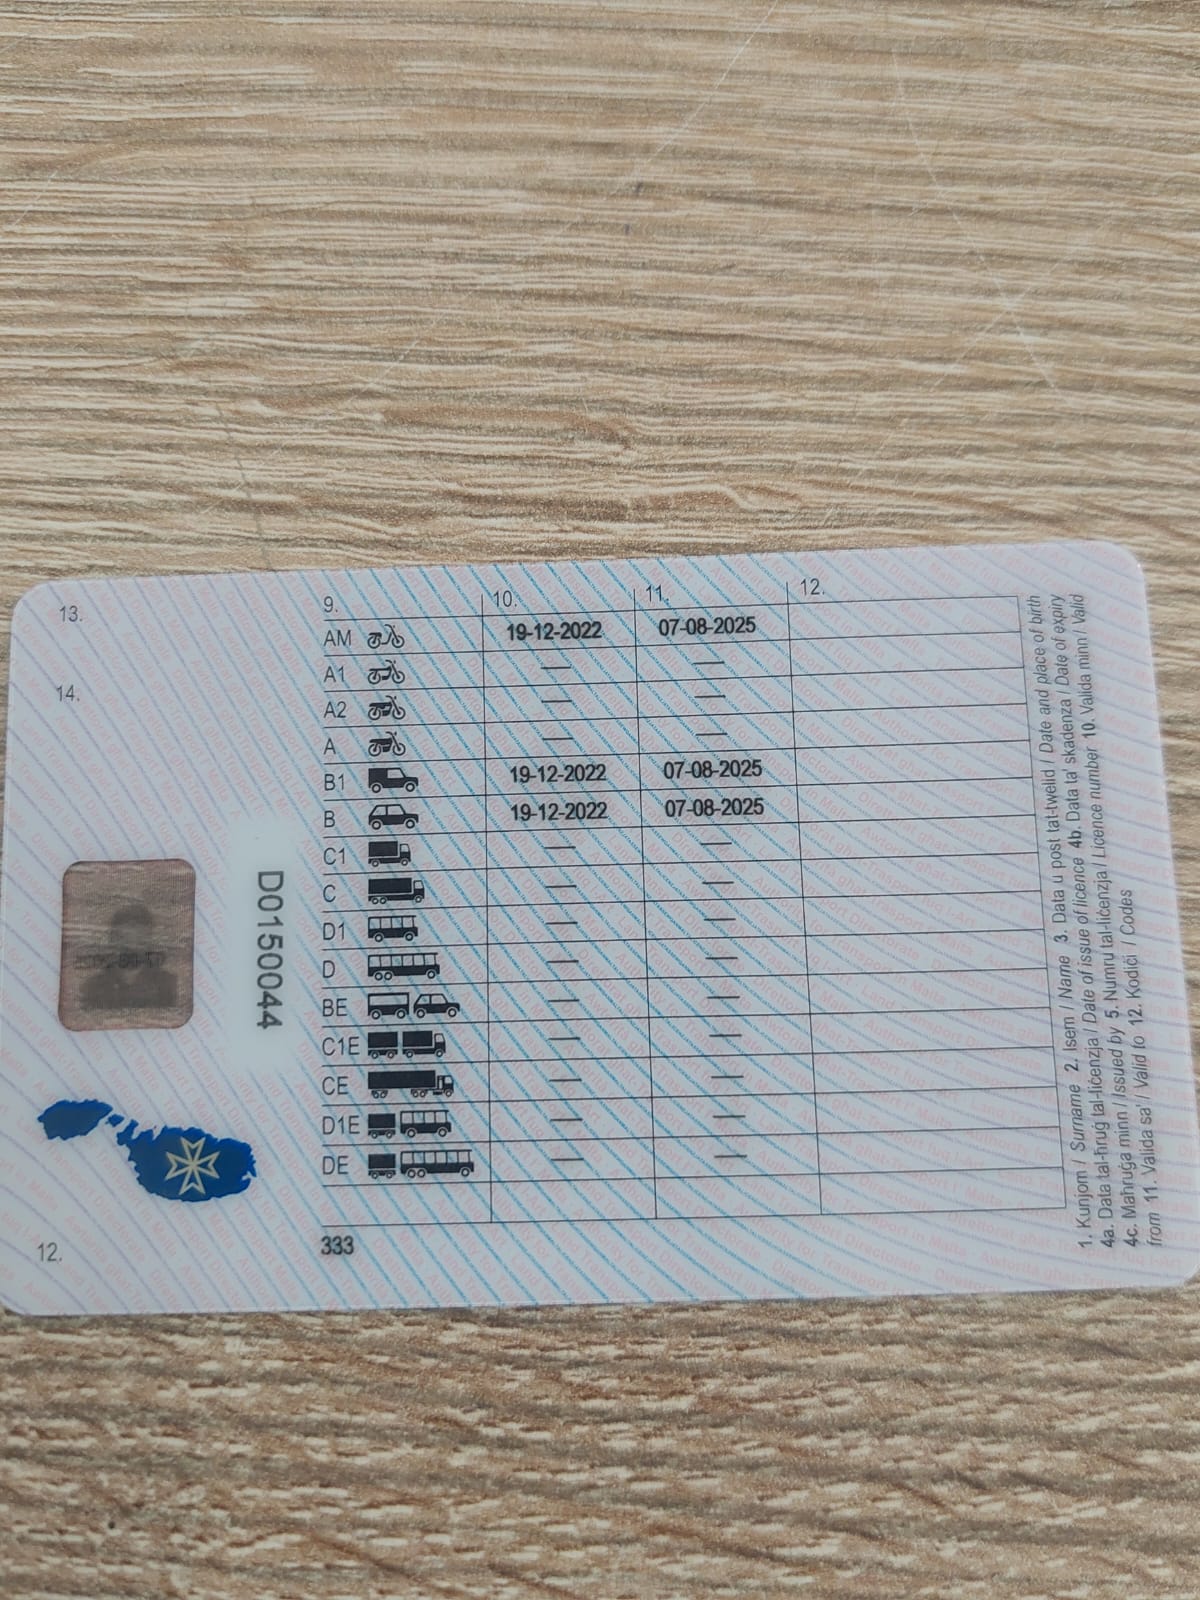 13.
14.
9. 10. 11. 12.
AM 19-12-2022 07-08-2025
A1 — —
A2 — —
A — —
B1 19-12-2022 07-08-2025
B 19-12-2022 07-08-2025
C1 — —
C — —
D1 — —
D — —
BE — —
C1E — —
CE — —
D1E — —
DE — —
D0150044
12.
333
1. Kunjom / Surname 2. Isem / Name 3. Data u post tat-twelid / Date and place of birth
4a. Data tal-ħruġ tal-liċenzja / Date of issue of licence 4b. Data ta' skadenza / Date of expiry
4c. Maħruġa minn / Issued by 5. Numru tal-liċenzja / Licence number 10. Valida minn / Valid
from 11. Valida sa' / Valid to 12. Kodiċi / Codes